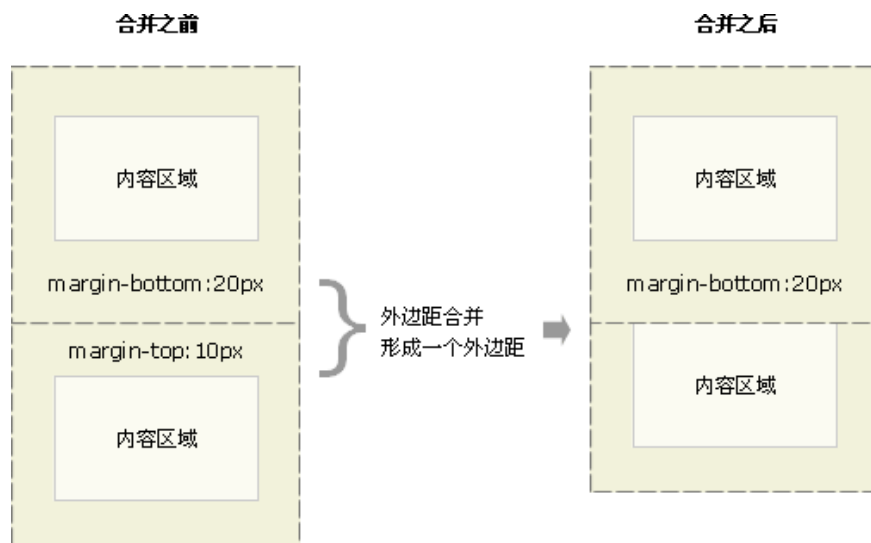 合并之前
内容区域
margin-bottom:20px
margin-top:10px
内容区域
外边距合并
形成一个外边距
合并之后
内容区域
margin-bottom:20px
内容区域